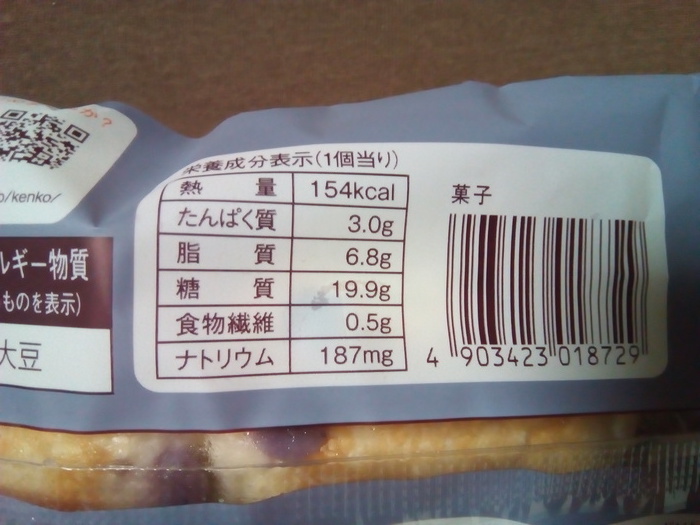 か？
/kenko/
ルギー物質
ものを表示)
大豆
栄養成分表示(1個当り)
熱量 154kcal
たんぱく質 3.0g
脂質 6.8g
糖質 19.9g
食物繊維 0.5g
ナトリウム 187mg
菓子
4 903423 018729